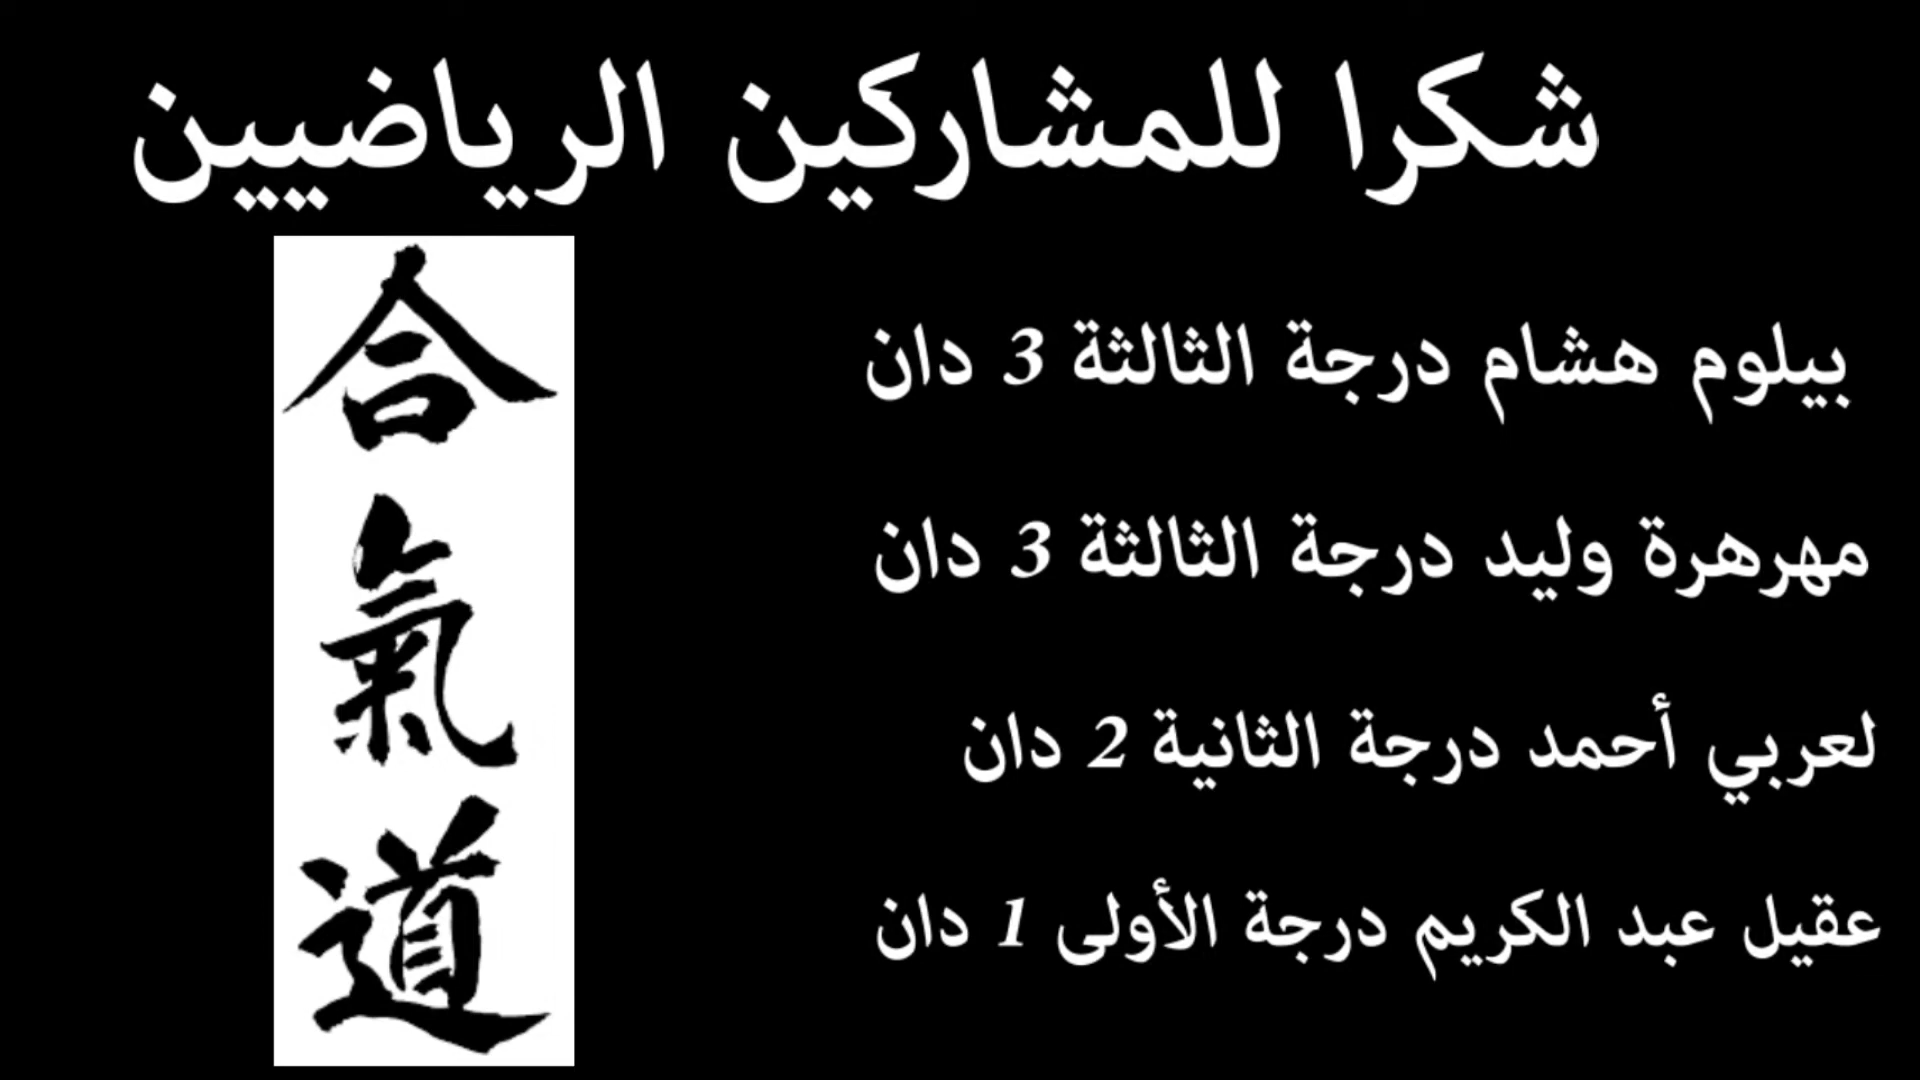 شكرا للمشاركين الرياضيين
بيلوم هشام درجة الثالثة 3 دان
مهرهرة وليد درجة الثالثة 3 دان
لعربي أحمد درجة الثانية 2 دان
عقيل عبد الكريم درجة الأولى 1 دان
合
氣
道